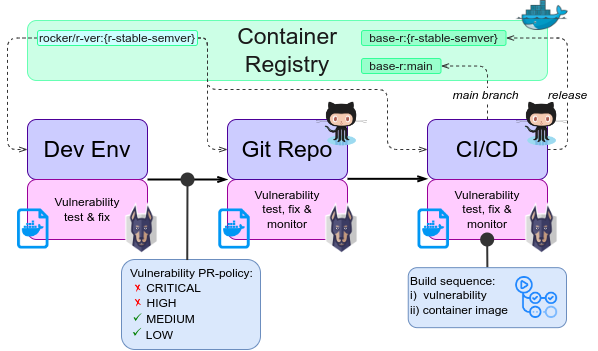 Container
Registry
rocker/r-ver:{r-stable-semver}
base-r:{r-stable-semver}
base-r:main
main branch
release
Dev Env
Git Repo
CI/CD
Vulnerability
test & fix
Vulnerability
test, fix &
monitor
Vulnerability
test, fix &
monitor
Vulnerability PR-policy:
✗ CRITICAL
✗ HIGH
✓ MEDIUM
✓ LOW
Build sequence:
i) vulnerability
ii) container image